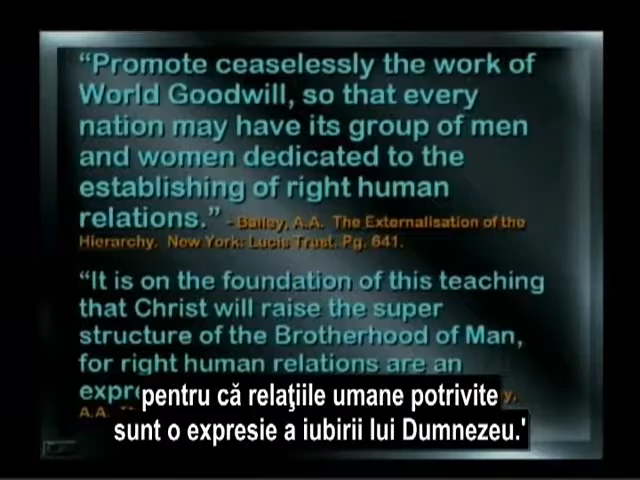 “Promote ceaselessly the work of
World Goodwill, so that every
nation may have its group of men
and women dedicated to the
establishing of right human
relations.” - Bailey, A.A. The Externalisation of the
Hierarchy. New York: Lucis Trust. Pg. 641.
“It is on the foundation of this teaching
that Christ will raise the super
structure of the Brotherhood of Man,
for right human relations are an
pentru că relaţiile umane potrivite
sunt o expresie a iubirii lui Dumnezeu.'